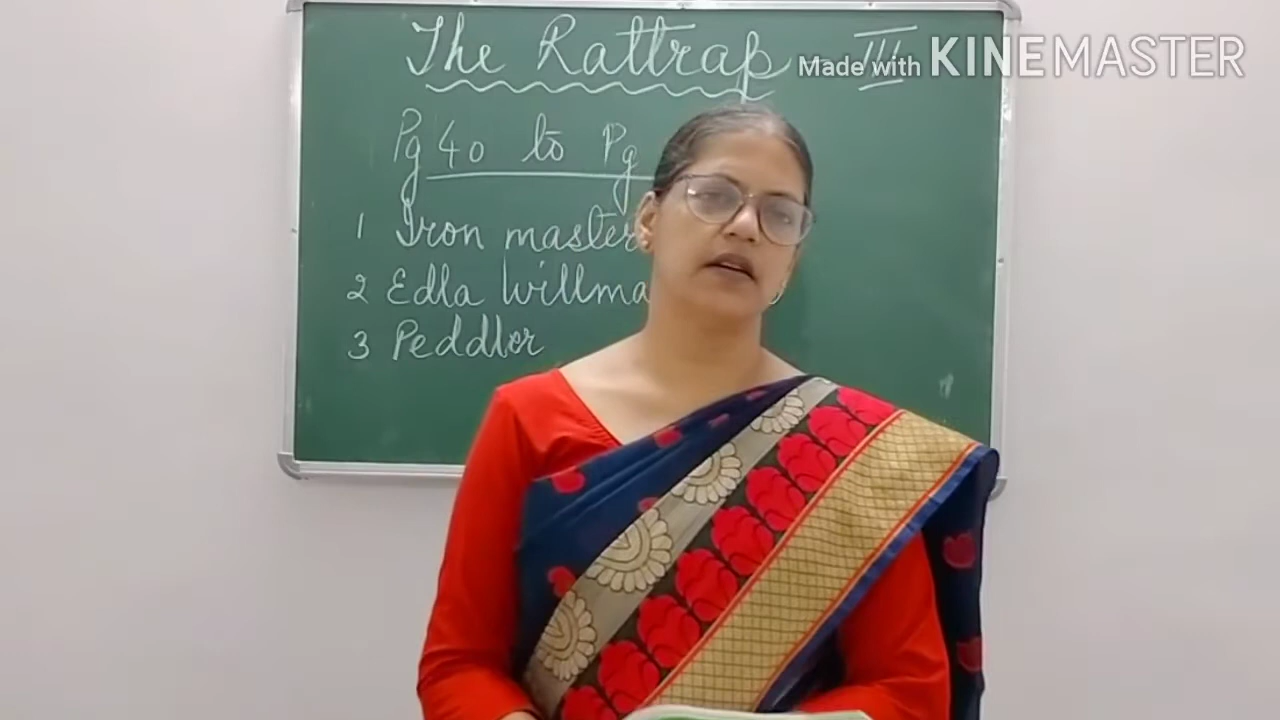 The Rattrap - III
Made with KINEMASTER
Pg 40 to Pg
1 Iron master
2 Edla Willma
3 Peddler